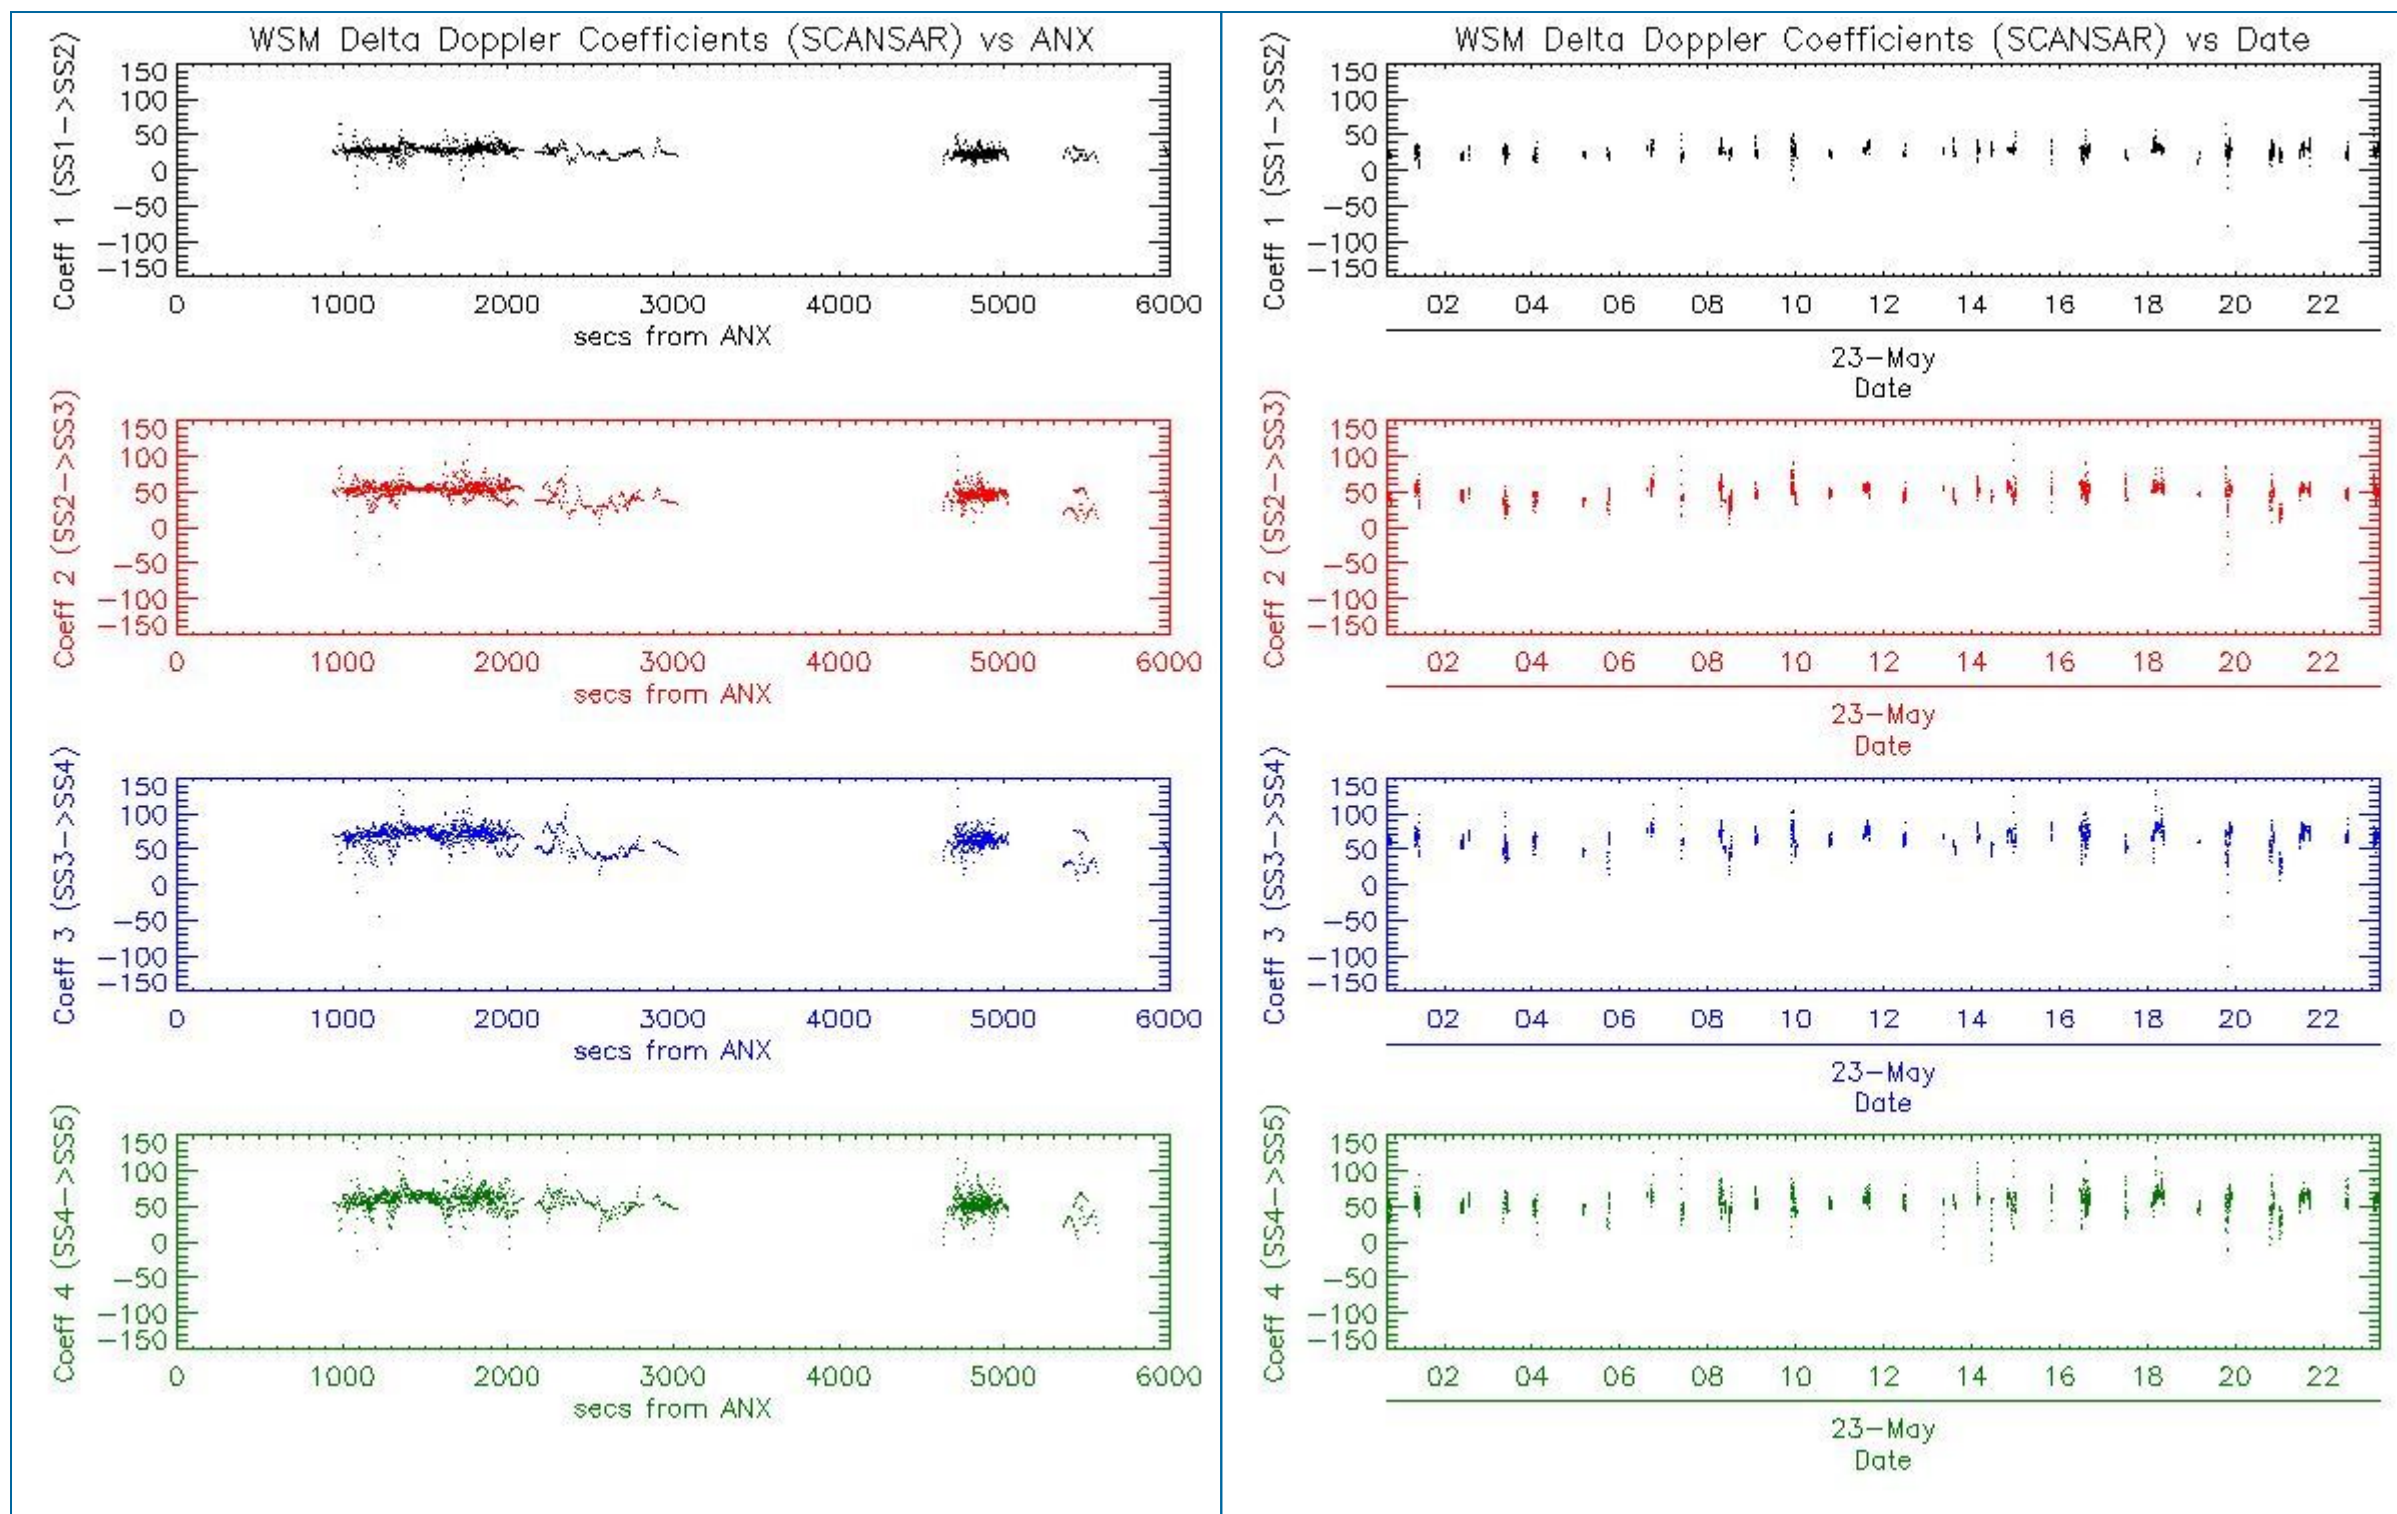 WSM Delta Doppler Coefficients (SCANSAR) vs ANX
Coeff 1 (SS1->SS2)
150
100
50
0
-50
-100
-150
0 1000 2000 3000 4000 5000 6000
secs from ANX
Coeff 2 (SS2->SS3)
150
100
50
0
-50
-100
-150
0 1000 2000 3000 4000 5000 6000
secs from ANX
Coeff 3 (SS3->SS4)
150
100
50
0
-50
-100
-150
0 1000 2000 3000 4000 5000 6000
secs from ANX
Coeff 4 (SS4->SS5)
150
100
50
0
-50
-100
-150
0 1000 2000 3000 4000 5000 6000
secs from ANX
WSM Delta Doppler Coefficients (SCANSAR) vs Date
Coeff 1 (SS1->SS2)
150
100
50
0
-50
-100
-150
02 04 06 08 10 12 14 16 18 20 22
23-May
Date
Coeff 2 (SS2->SS3)
150
100
50
0
-50
-100
-150
02 04 06 08 10 12 14 16 18 20 22
23-May
Date
Coeff 3 (SS3->SS4)
150
100
50
0
-50
-100
-150
02 04 06 08 10 12 14 16 18 20 22
23-May
Date
Coeff 4 (SS4->SS5)
150
100
50
0
-50
-100
-150
02 04 06 08 10 12 14 16 18 20 22
23-May
Date